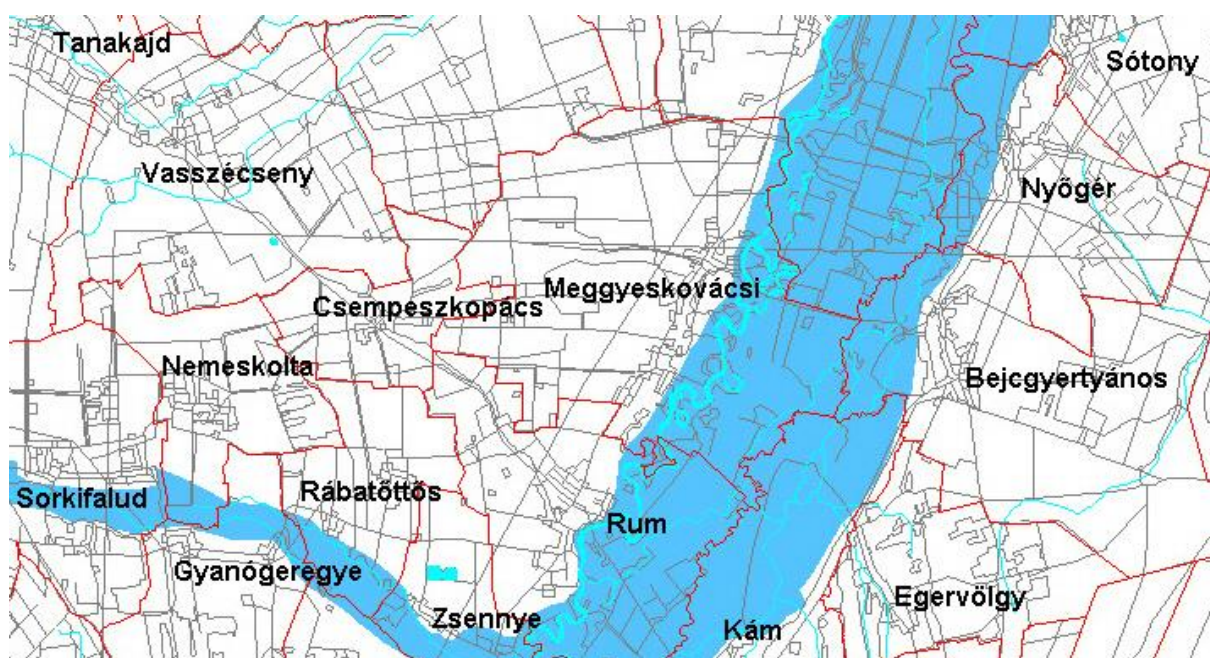 Tanakajd
Sótony
Vasszécseny
Nyőgér
Meggyeskovácsi
Csempeszkopács
Nemeskolta
Bejcgyertyános
Rábatöttös
Sorkifalud
Rum
Gyanógeregye
Egervölgy
Zsennye
Kám